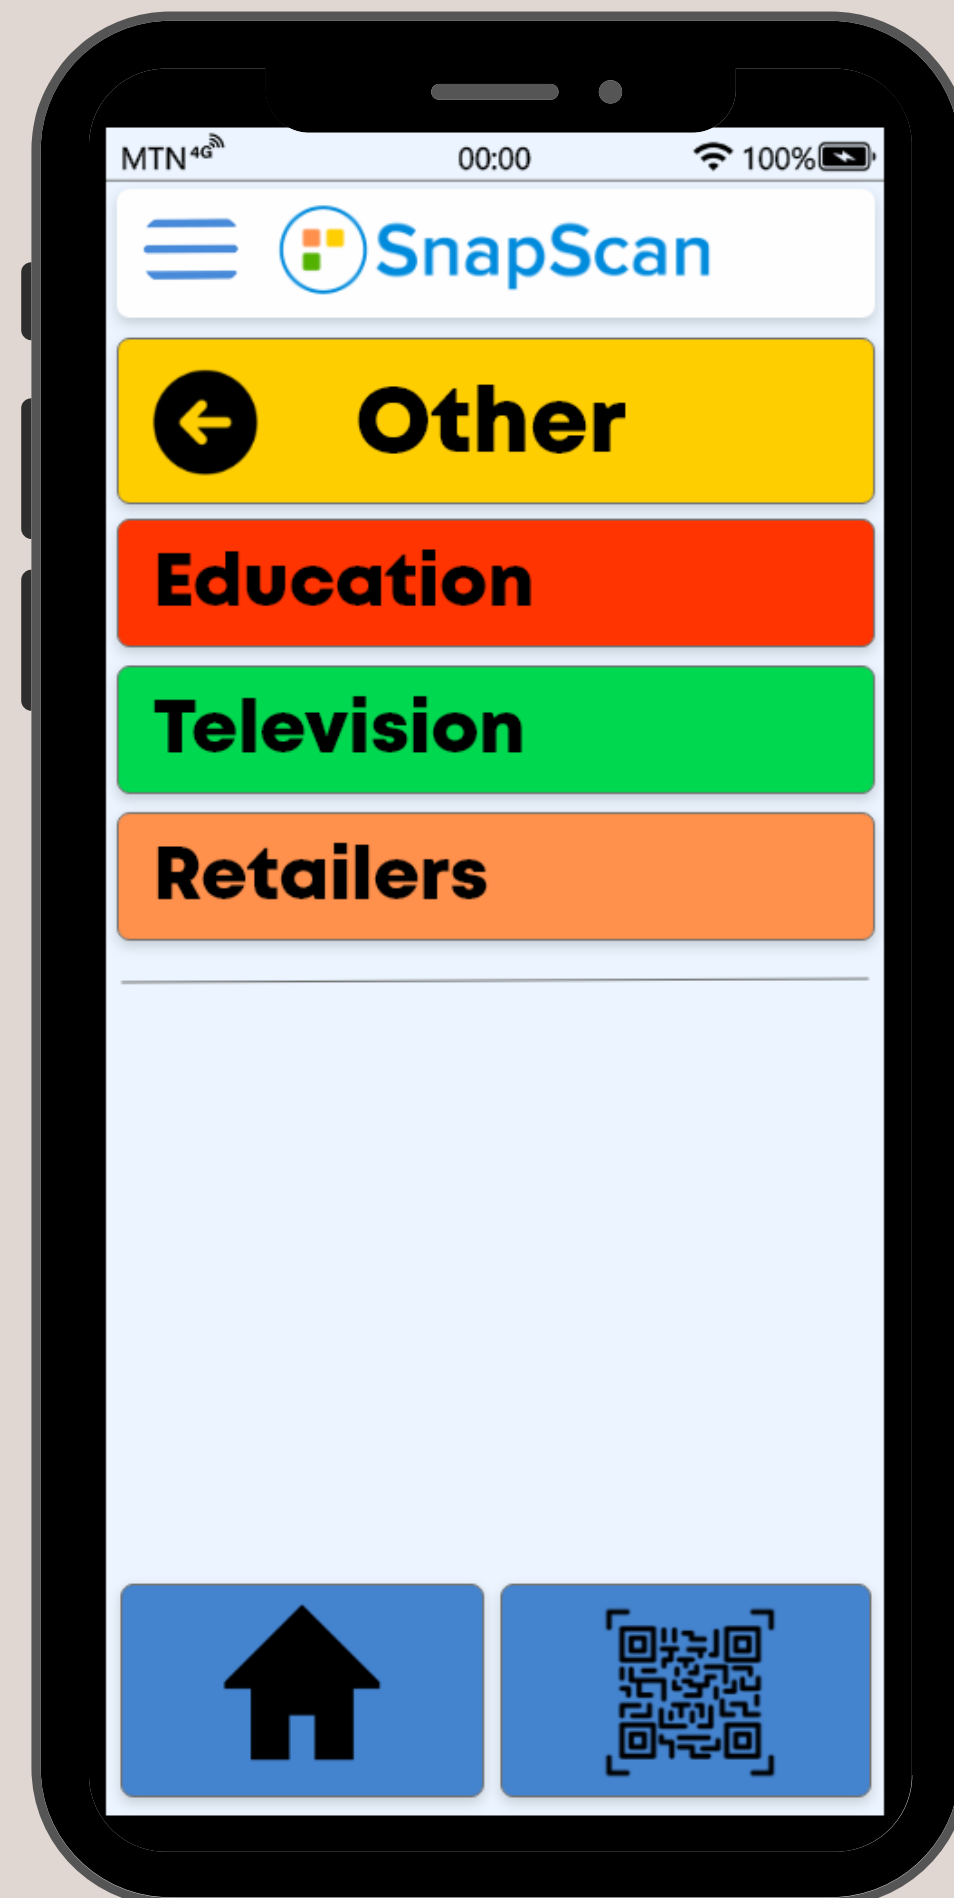 MTN 4G 00:00 100%
SnapScan
Other
Education
Television
Retailers